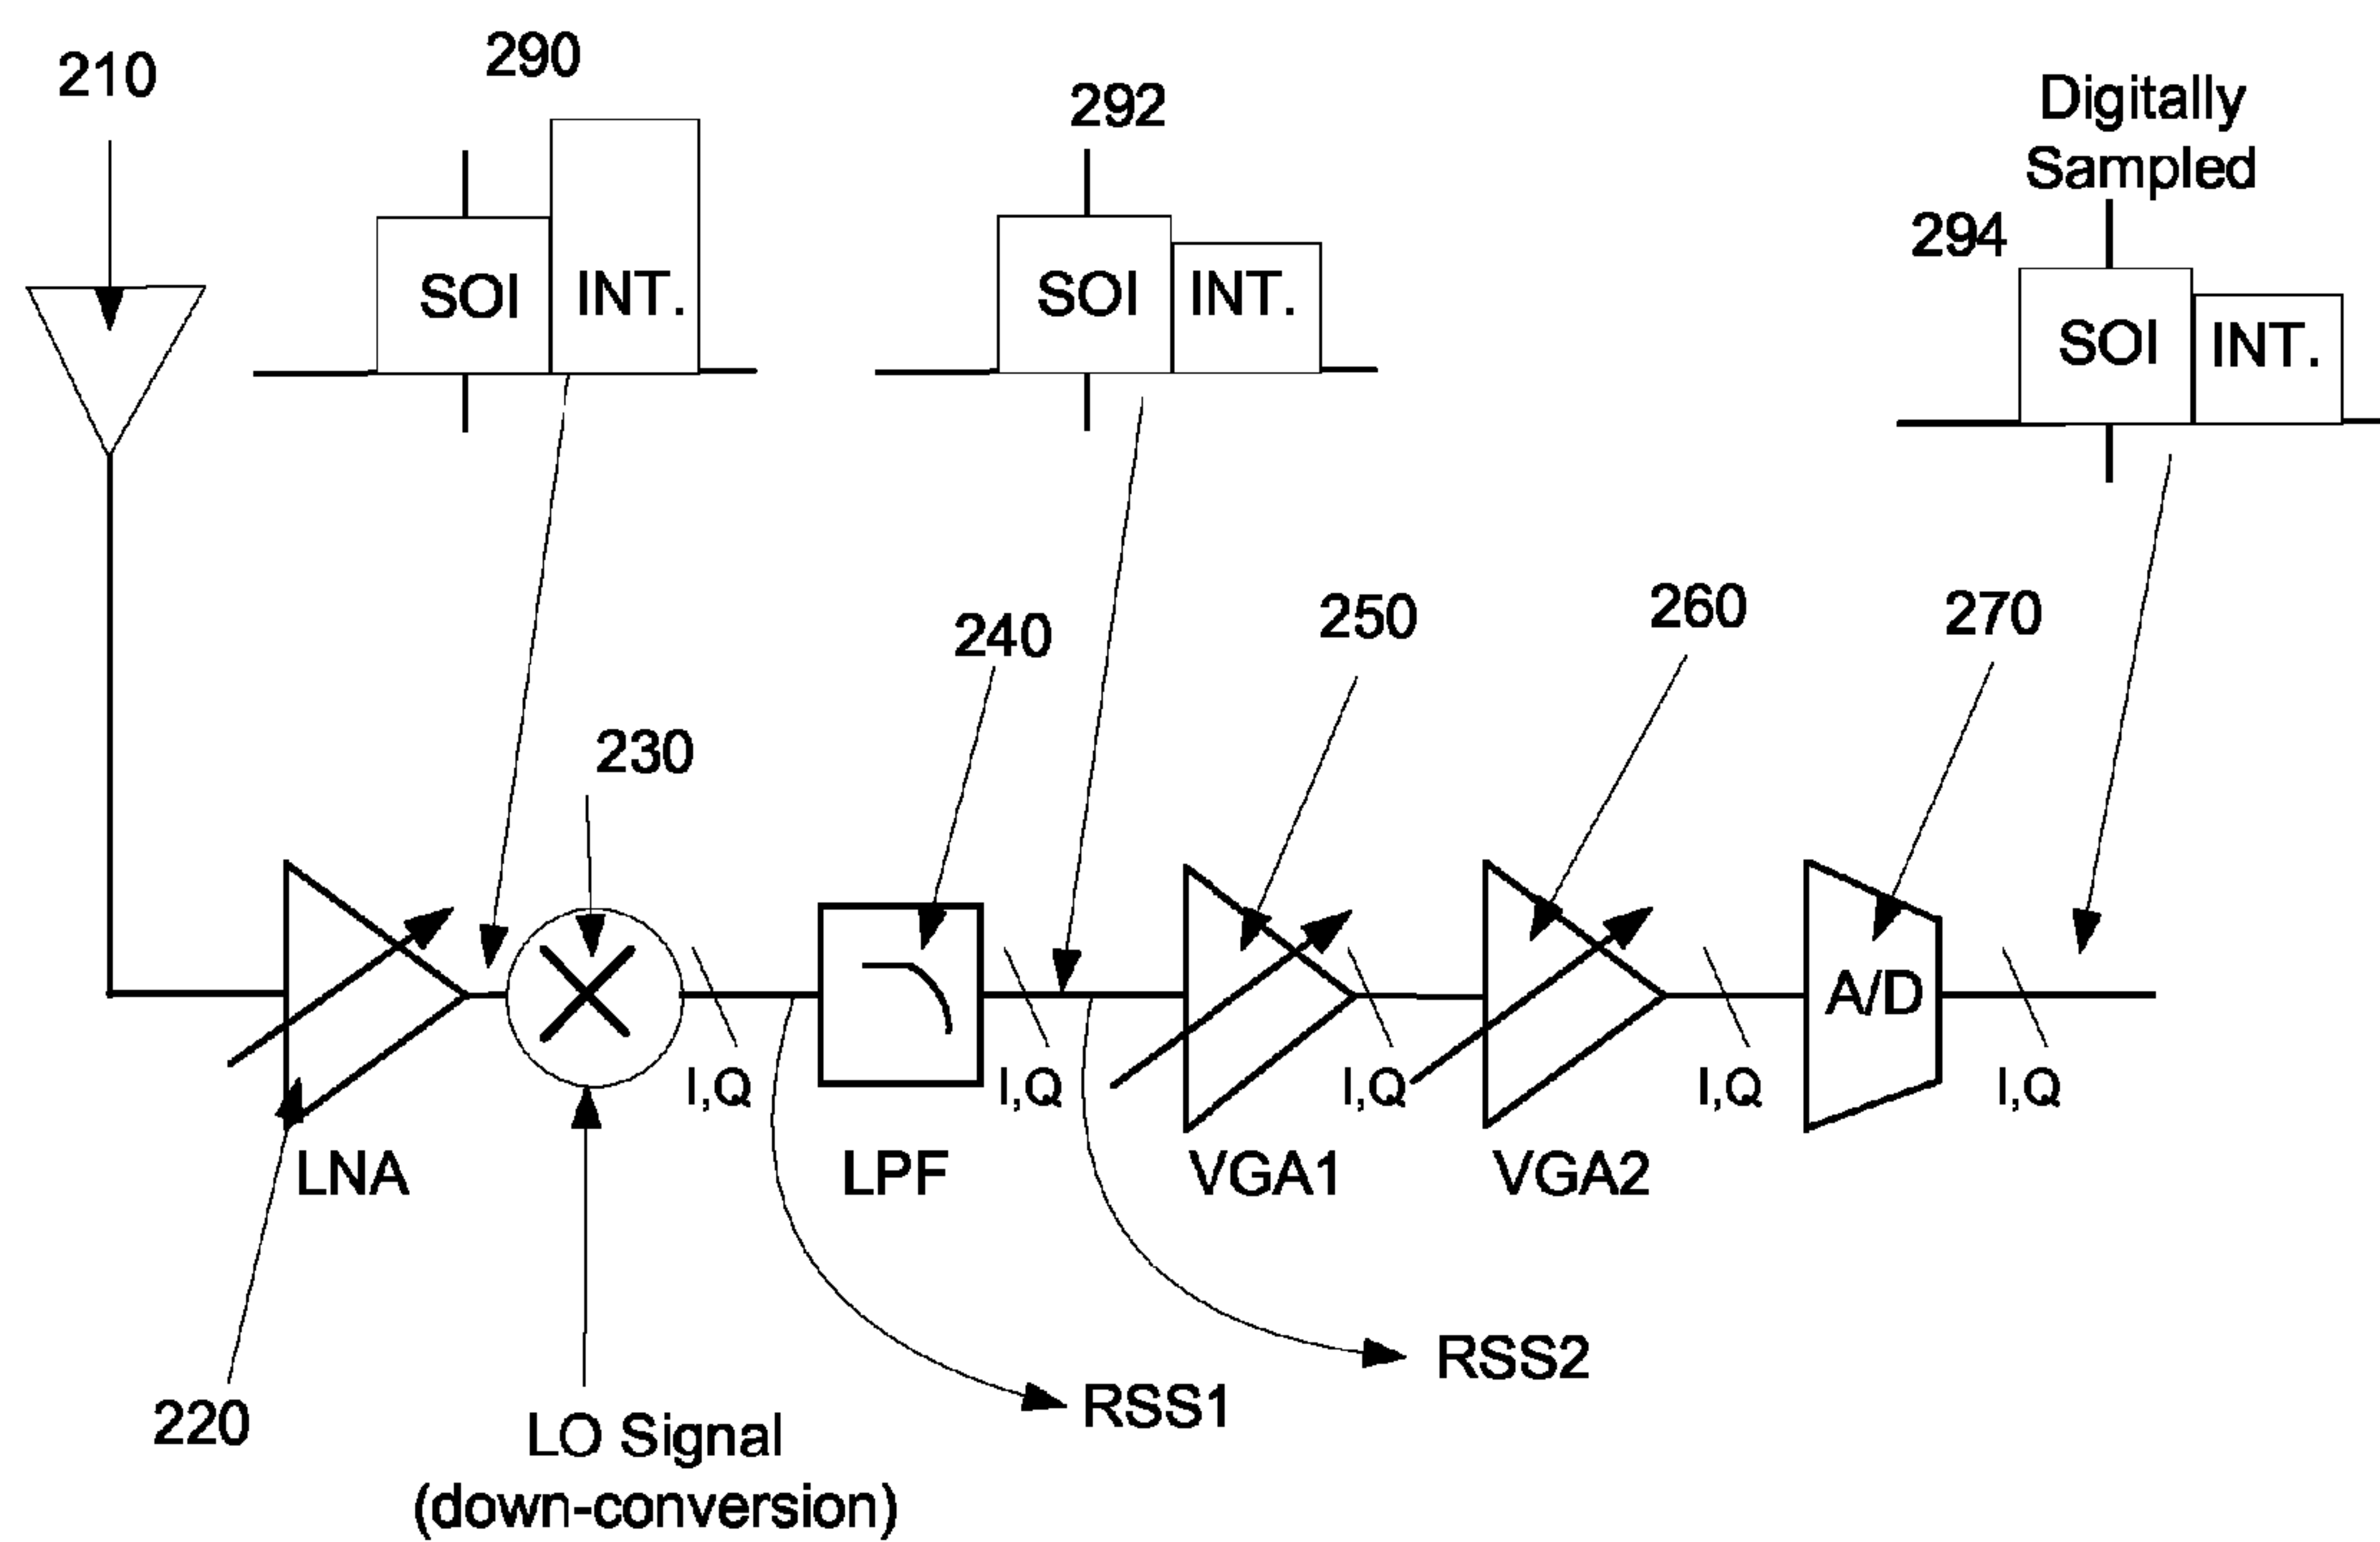 210
290
292
Digitally
Sampled
294
SOI
INT.
SOI
INT.
SOI
INT.
230
240
250
260
270
A/D
I,Q
I,Q
I,Q
I,Q
I,Q
LNA
LPF
VGA1
VGA2
220
LO Signal
(down-conversion)
RSS1
RSS2